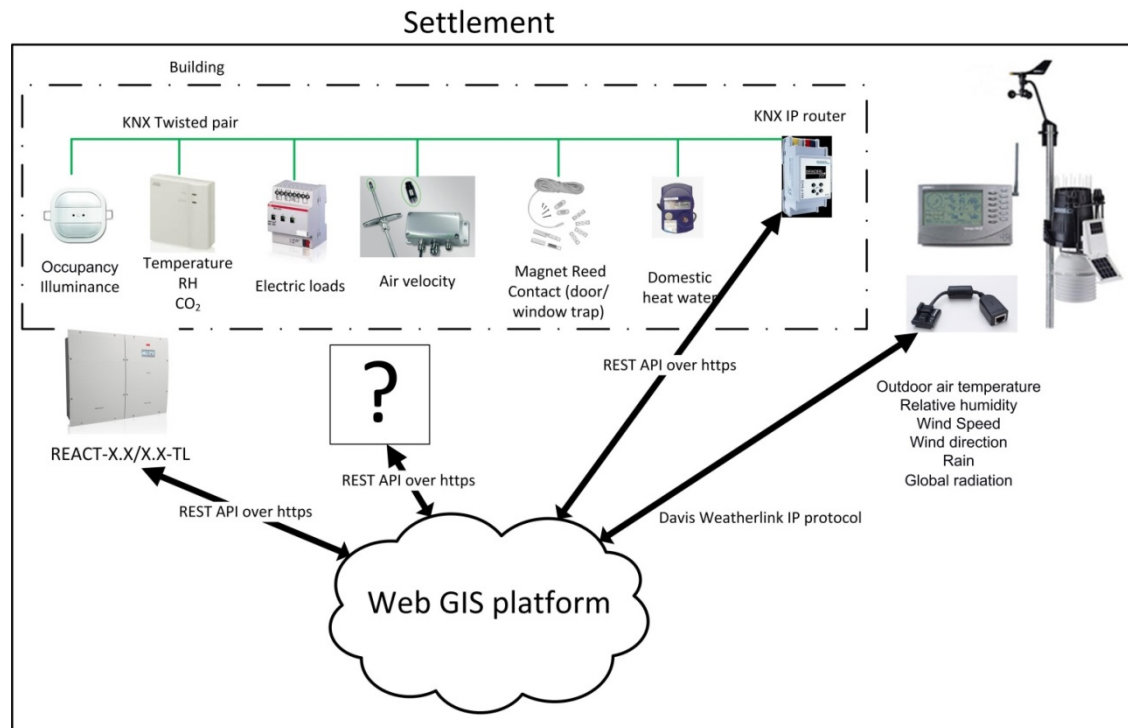 Settlement
Building
KNX Twisted pair
KNX IP router
Occupancy
Illuminance
Temperature
RH
CO₂
Electric loads
Air velocity
Magnet Reed
Contact (door/
window trap)
Domestic
heat water
REACT-X.X/X.X-TL
?
REST API over https
REST API over https
REST API over https
Outdoor air temperature
Relative humidity
Wind Speed
Wind direction
Rain
Global radiation
Davis Weatherlink IP protocol
Web GIS platform